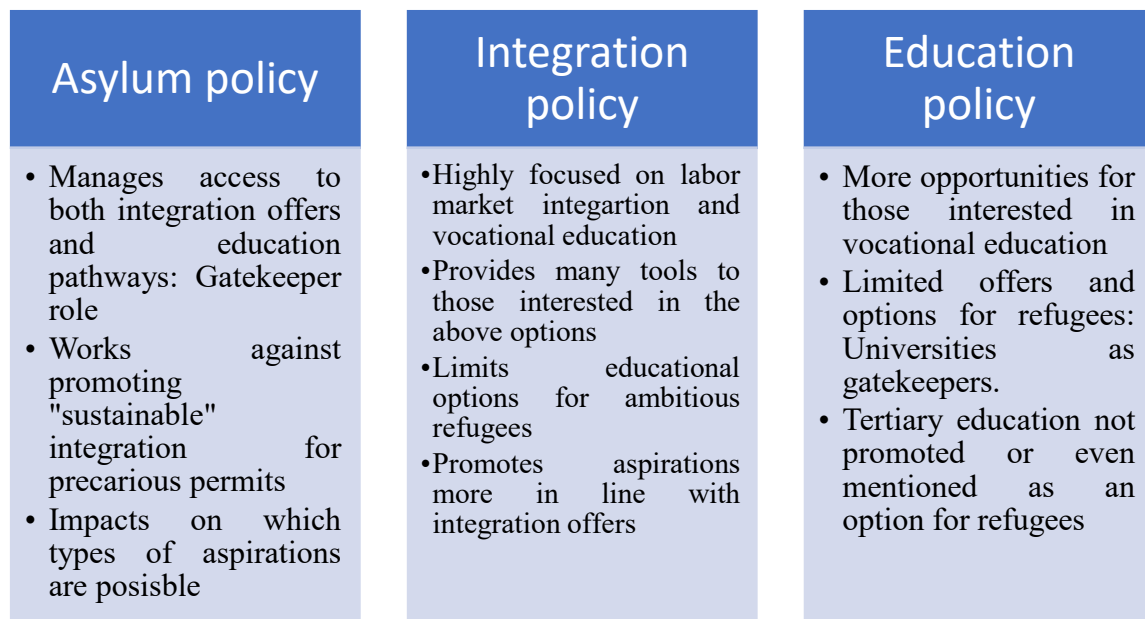 Asylum policy
• Manages access to
both integration offers
and education
pathways: Gatekeeper
role
• Works against
promoting
"sustainable"
integration for
precarious permits
• Impacts on which
types of aspirations
are posisble
Integration
policy
•Highly focused on labor
market integartion and
vocational education
•Provides many tools to
those interested in the
above options
•Limits educational
options for ambitious
refugees
•Promotes aspirations
more in line with
integration offers
Education
policy
• More opportunities for
those interested in
vocational education
• Limited offers and
options for refugees:
Universities as
gatekeepers.
• Tertiary education not
promoted or even
mentioned as an
option for refugees